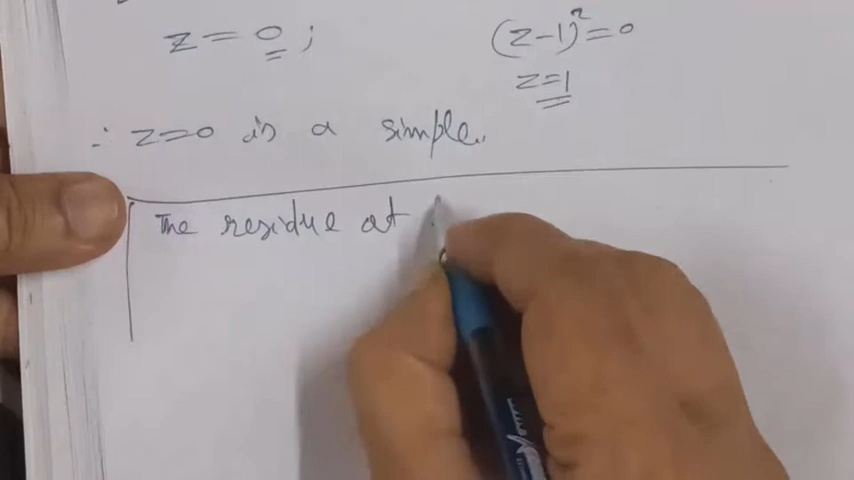 z = 0 ; (z-1)² = 0
z = 1
∴ z = 0 is a simple.
The residue at